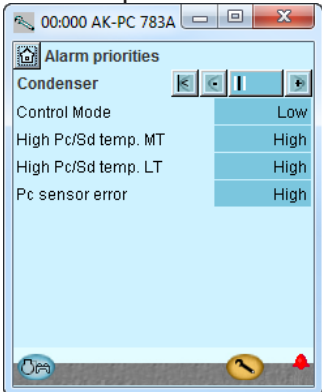 00:000 AK-PC 783A
Alarm priorities
Condenser
Control Mode Low
High Pc/Sd temp. MT High
High Pc/Sd temp. LT High
Pc sensor error High